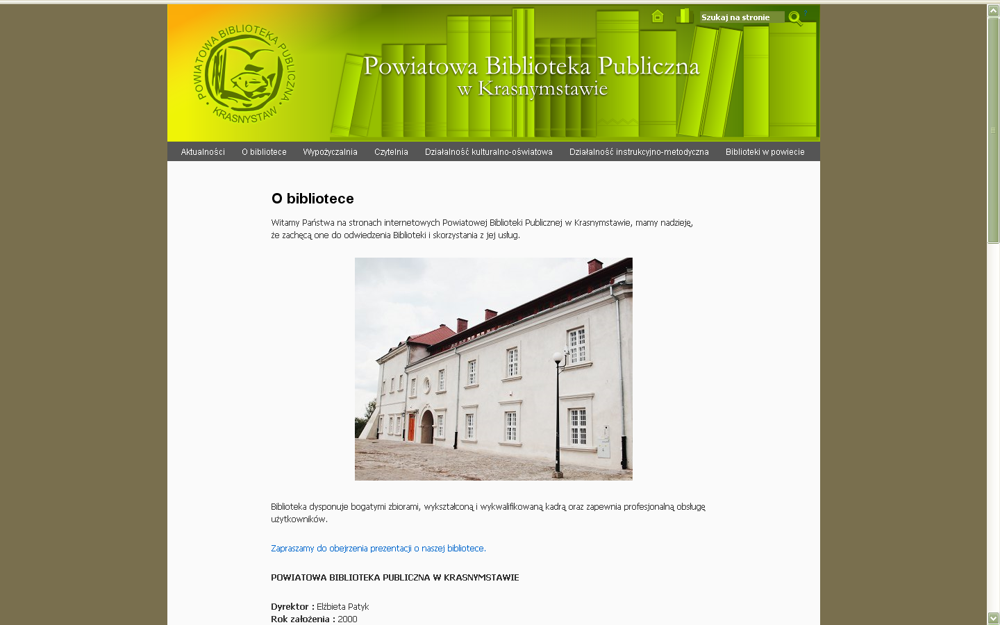 POWIATOWA BIBLIOTEKA PUBLICZNA
• KRASNYSTAW •
Szukaj na stronie
Powiatowa Biblioteka Publiczna
w Krasnymstawie
Aktualności O bibliotece Wypożyczalnia Czytelnia Działalność kulturalno-oświatowa Działalność instrukcyjno-metodyczna Biblioteki w powiecie
O bibliotece
Witamy Państwa na stronach internetowych Powiatowej Biblioteki Publicznej w Krasnymstawie, mamy nadzieję,
że zachęcą one do odwiedzenia Biblioteki i skorzystania z jej usług.
Biblioteka dysponuje bogatymi zbiorami, wykształconą i wykwalifikowaną kadrą oraz zapewnia profesjonalną obsługę
użytkowników.
Zapraszamy do obejrzenia prezentacji o naszej bibliotece.
POWIATOWA BIBLIOTEKA PUBLICZNA W KRASNYMSTAWIE
Dyrektor : Elżbieta Patyk
Rok założenia : 2000